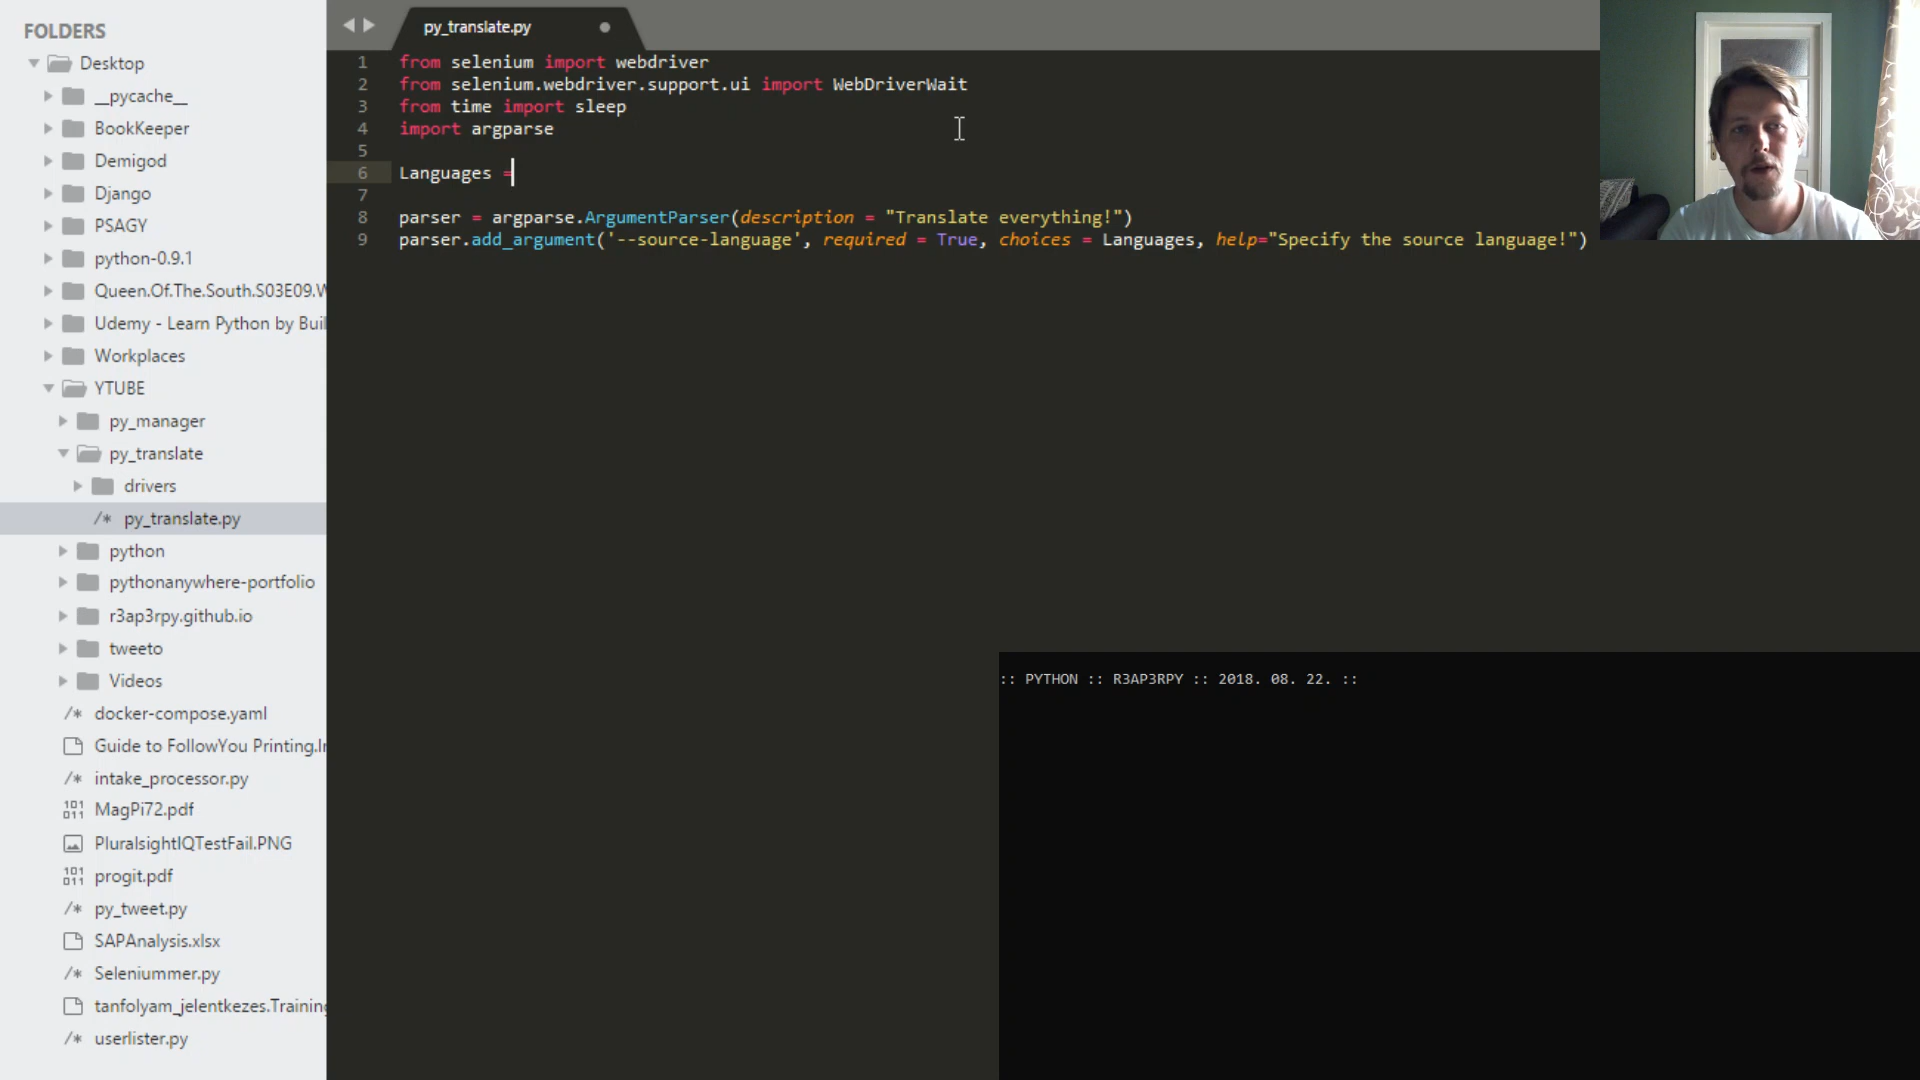 FOLDERS
Desktop
__pycache__
BookKeeper
Demigod
Django
PSAGY
python-0.9.1
Queen.Of.The.South.S03E09.W
Udemy - Learn Python by Buil
Workplaces
YTUBE
py_manager
py_translate
drivers
/* py_translate.py
python
pythonanywhere-portfolio
r3ap3rpy.github.io
tweeto
Videos
/* docker-compose.yaml
Guide to FollowYou Printing.
/* intake_processor.py
MagPi72.pdf
PluralsightIQTestFail.PNG
progit.pdf
/* py_tweet.py
SAPAnalysis.xlsx
/* Seleniummer.py
tanfolyam_jelentkezes.Training
/* userlister.py
py_translate.py
1 from selenium import webdriver
2 from selenium.webdriver.support.ui import WebDriverWait
3 from time import sleep
4 import argparse
5
6 Languages =
7
8 parser = argparse.ArgumentParser(description = "Translate everything!")
9 parser.add_argument('--source-language', required = True, choices = Languages, help="Specify the source language!")
:: PYTHON :: R3AP3RPY :: 2018. 08. 22. ::